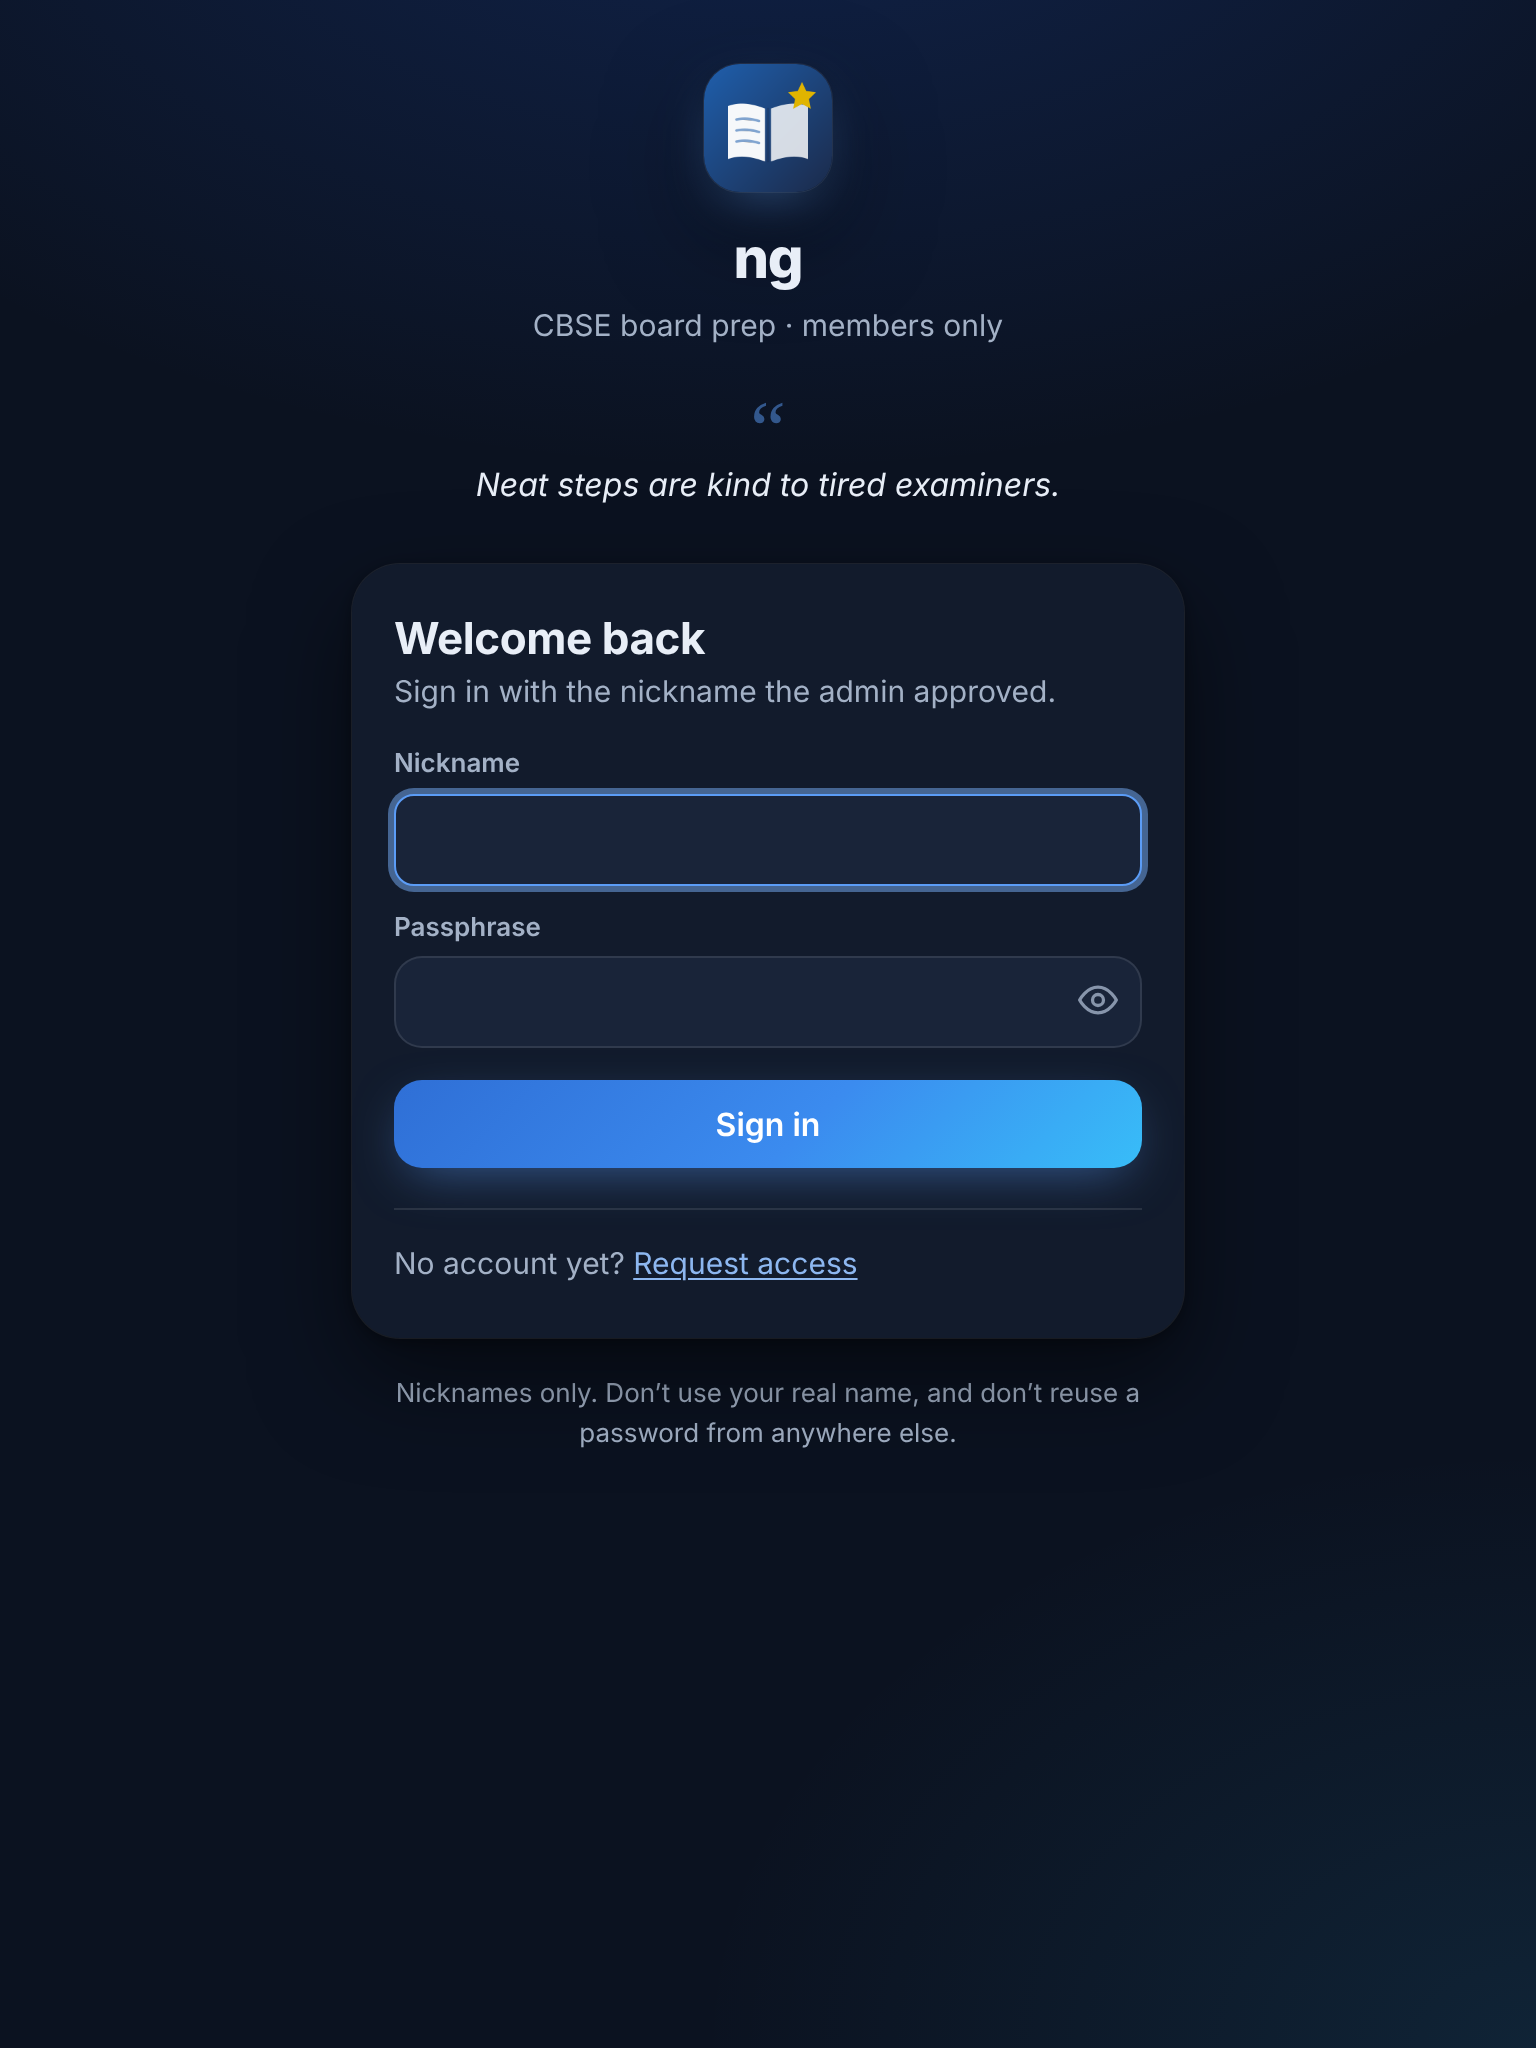 ng
CBSE board prep · members only
“
Neat steps are kind to tired examiners.
Welcome back
Sign in with the nickname the admin approved.
Nickname
Passphrase
Sign in
No account yet? Request access
Nicknames only. Don’t use your real name, and don’t reuse a
password from anywhere else.